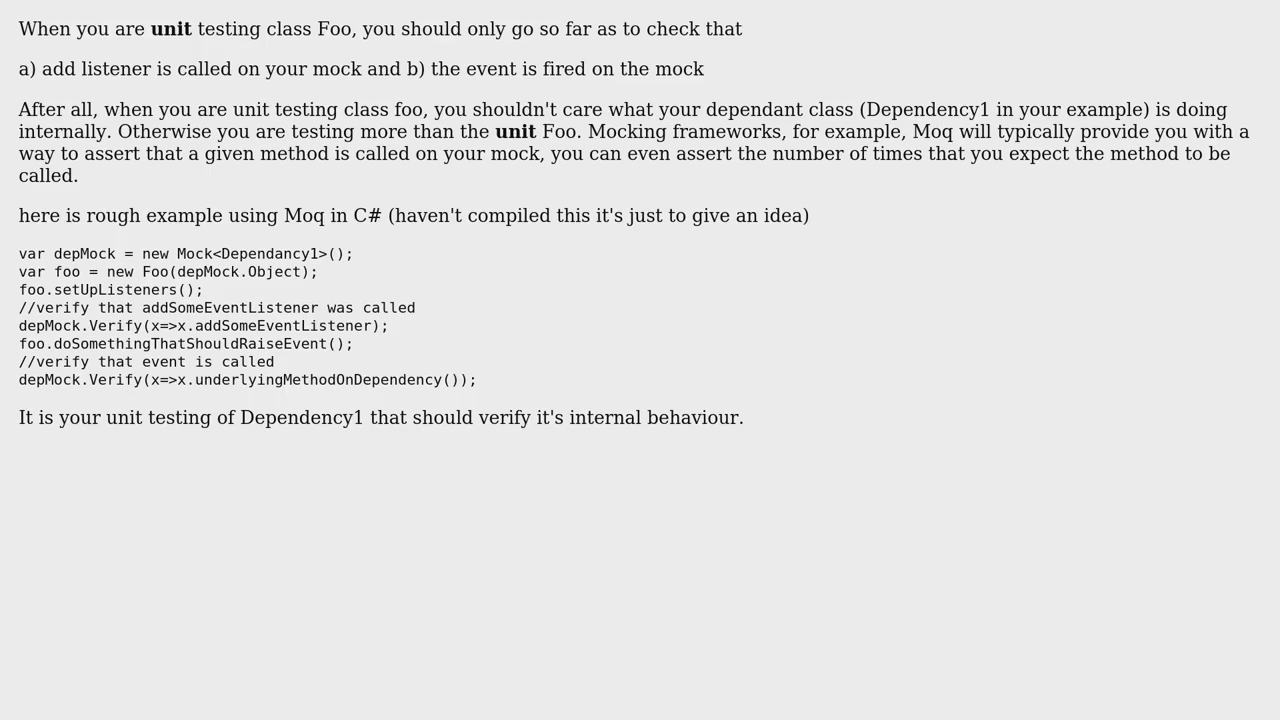 When you are unit testing class Foo, you should only go so far as to check that
a) add listener is called on your mock and b) the event is fired on the mock
After all, when you are unit testing class foo, you shouldn't care what your dependant class (Dependency1 in your example) is doing
internally. Otherwise you are testing more than the unit Foo. Mocking frameworks, for example, Moq will typically provide you with a
way to assert that a given method is called on your mock, you can even assert the number of times that you expect the method to be
called.
here is rough example using Moq in C# (haven't compiled this it's just to give an idea)
var depMock = new Mock<Dependancy1>();
var foo = new Foo(depMock.Object);
foo.setUpListeners();
//verify that addSomeEventListener was called
depMock.Verify(x=>x.addSomeEventListener);
foo.doSomethingThatShouldRaiseEvent();
//verify that event is called
depMock.Verify(x=>x.underlyingMethodOnDependency());
It is your unit testing of Dependency1 that should verify it's internal behaviour.